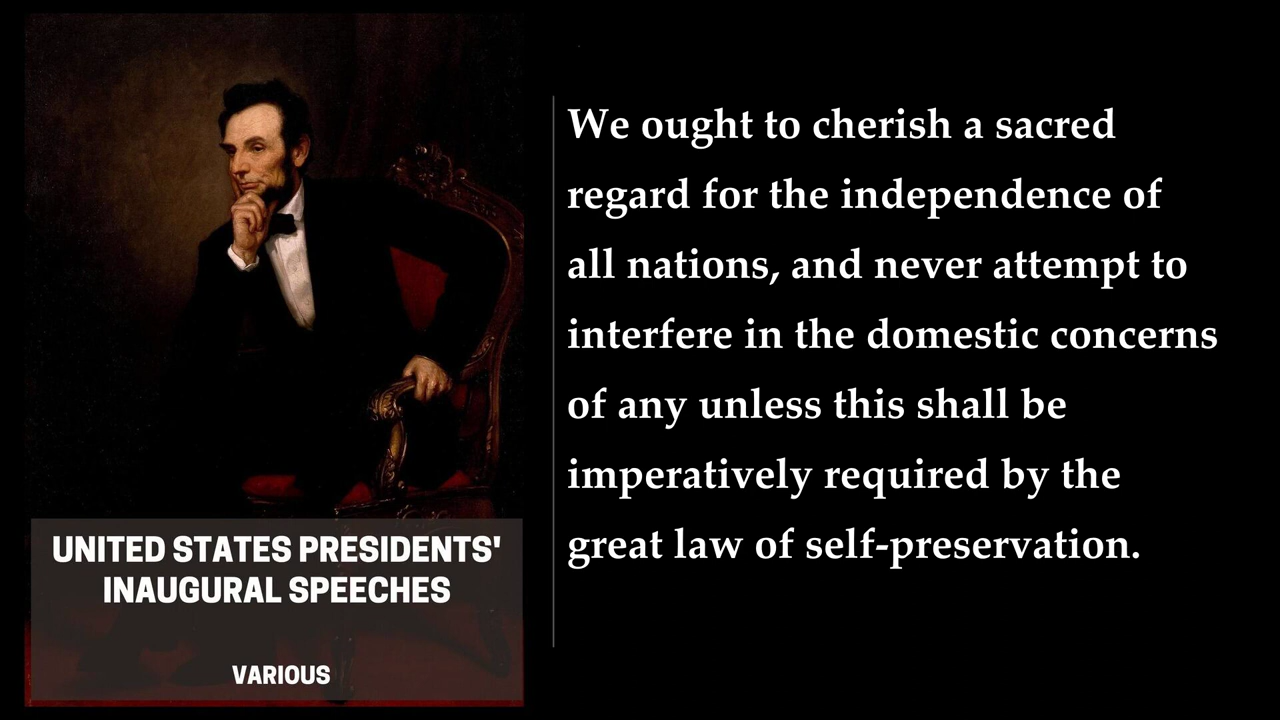 We ought to cherish a sacred
regard for the independence of
all nations, and never attempt to
interfere in the domestic concerns
of any unless this shall be
imperatively required by the
great law of self-preservation.
UNITED STATES PRESIDENTS'
INAUGURAL SPEECHES
VARIOUS